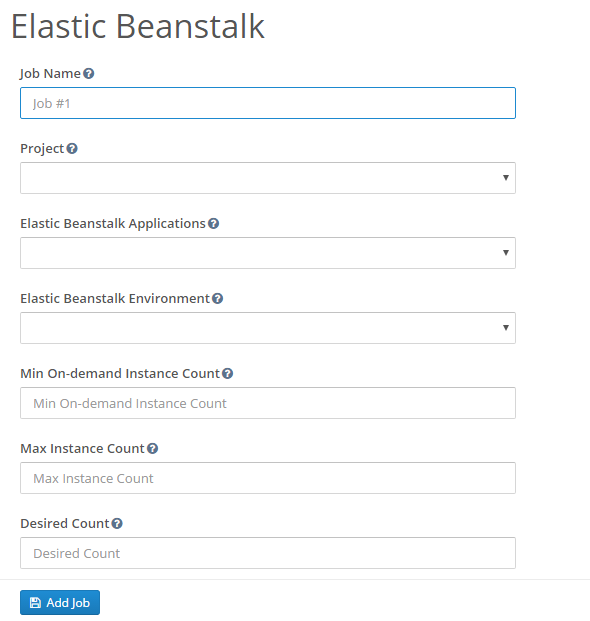 Elastic Beanstalk
Job Name
Job #1
Project
Elastic Beanstalk Applications
Elastic Beanstalk Environment
Min On-demand Instance Count
Min On-demand Instance Count
Max Instance Count
Max Instance Count
Desired Count
Desired Count
Add Job